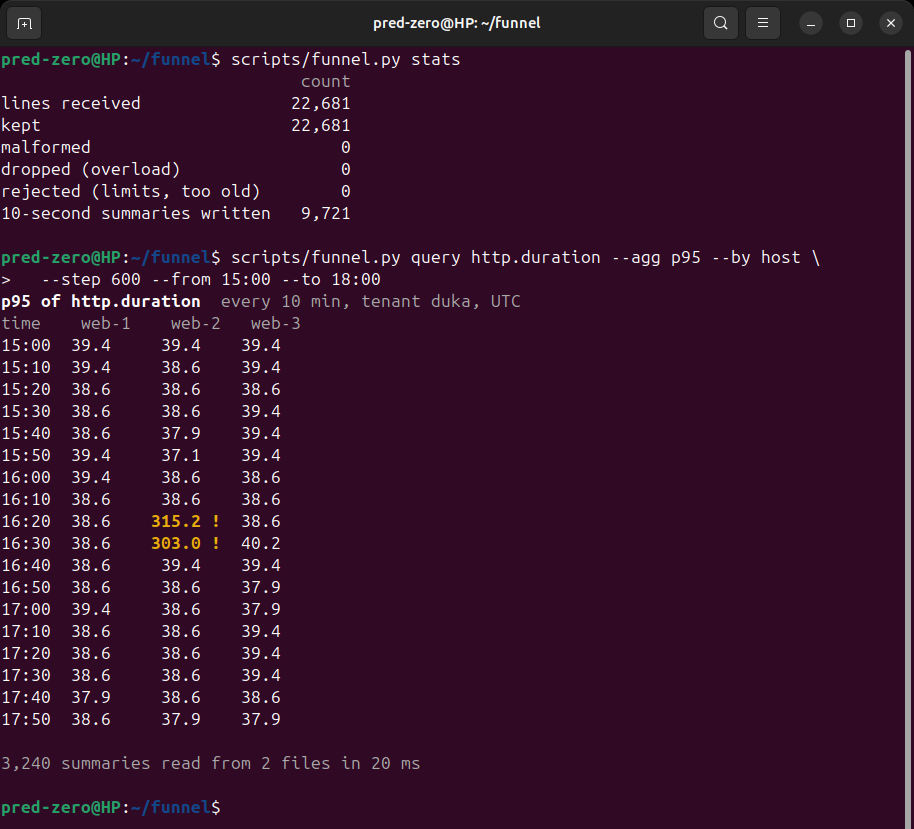 pred-zero@HP: ~/funnel
pred-zero@HP:~/funnel$ scripts/funnel.py stats
                              count
lines received               22,681
kept                         22,681
malformed                         0
dropped (overload)                0
rejected (limits, too old)        0
10-second summaries written   9,721
pred-zero@HP:~/funnel$ scripts/funnel.py query http.duration --agg p95 --by host \
>   --step 600 --from 15:00 --to 18:00
p95 of http.duration  every 10 min, tenant duka, UTC
time    web-1    web-2   web-3
15:00  39.4     39.4    39.4
15:10  39.4     38.6    39.4
15:20  38.6     38.6    38.6
15:30  38.6     38.6    39.4
15:40  38.6     37.9    39.4
15:50  39.4     37.1    39.4
16:00  39.4     38.6    38.6
16:10  38.6     38.6    38.6
16:20  38.6    315.2 !  38.6
16:30  38.6    303.0 !  40.2
16:40  38.6     39.4    39.4
16:50  38.6     38.6    37.9
17:00  39.4     38.6    37.9
17:10  38.6     38.6    39.4
17:20  38.6     38.6    39.4
17:30  38.6     38.6    39.4
17:40  37.9     38.6    38.6
17:50  38.6     37.9    37.9
3,240 summaries read from 2 files in 20 ms
pred-zero@HP:~/funnel$